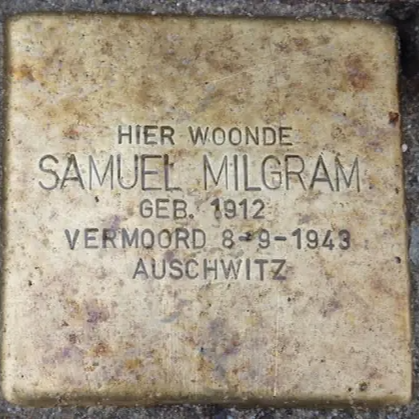 HIER WOONDE
SAMUEL MILGRAM
GEB. 1912
VERMOORD 8-9-1943
AUSCHWITZ